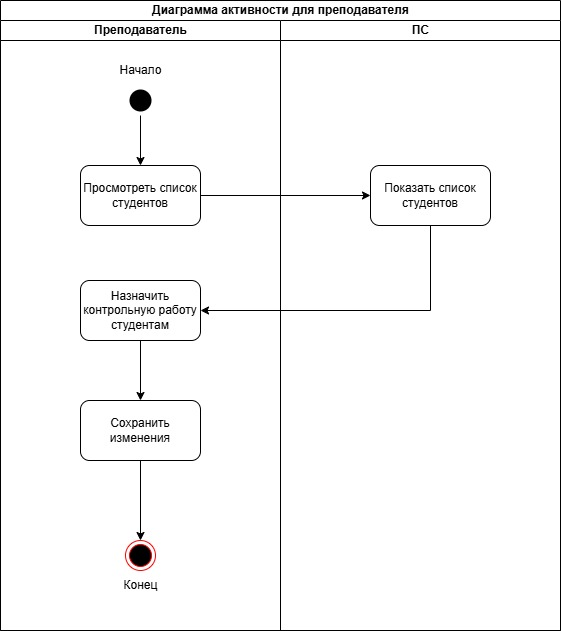 Диаграмма активности для преподавателя
Преподаватель
ПС
Начало
Просмотреть список
студентов
Показать список
студентов
Назначить
контрольную работу
студентам
Сохранить
изменения
Конец